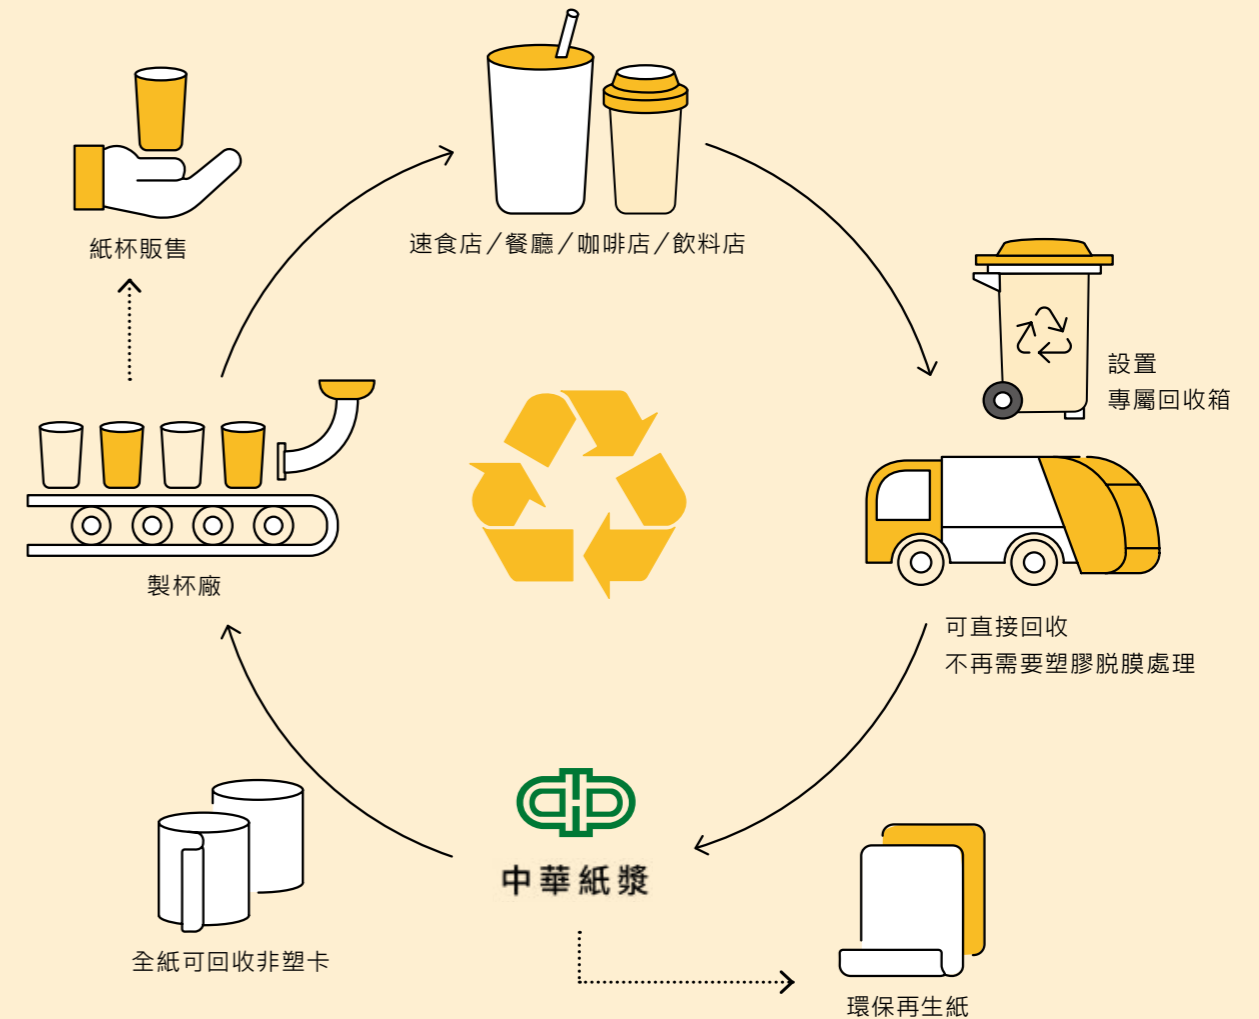 紙杯販售
速食店/餐廳/咖啡店/飲料店
設置
專屬回收箱
製杯廠
可直接回收
不再需要塑膠脫膜處理
中華紙漿
全紙可回收非塑卡
環保再生紙